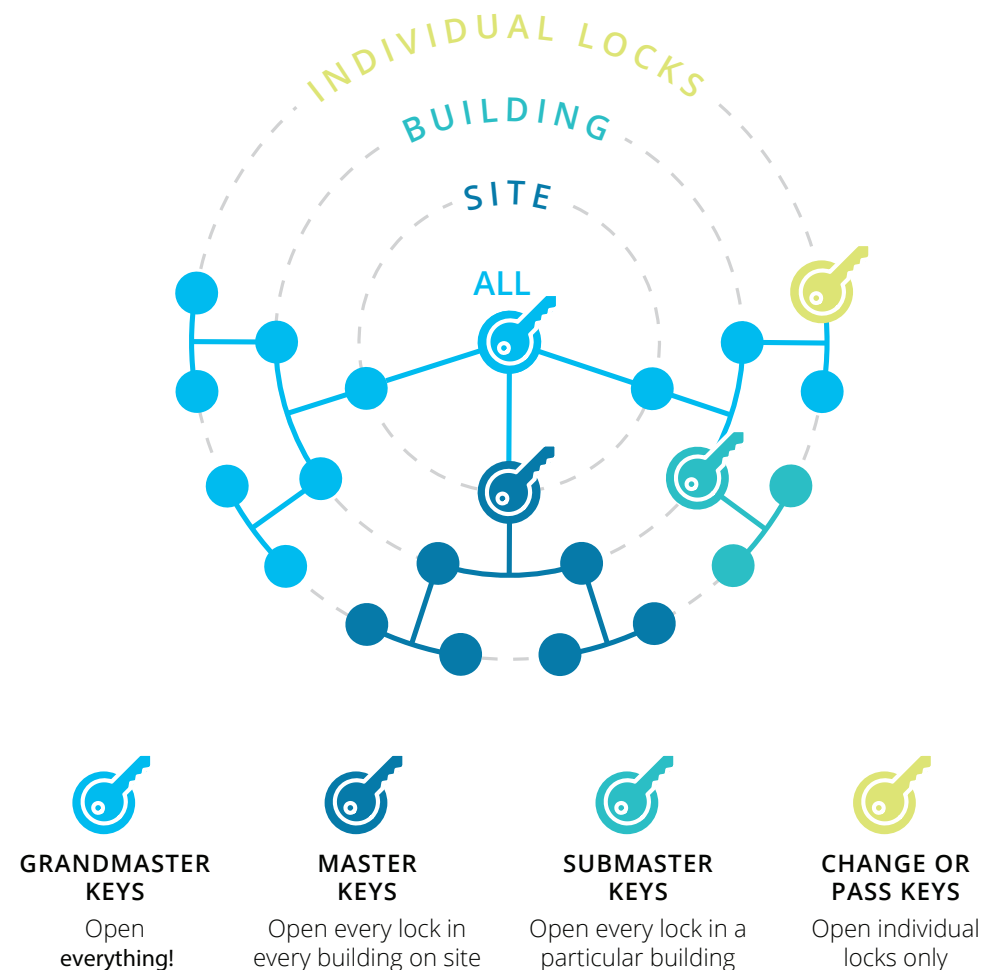 INDIVIDUAL LOCKS
BUILDING
SITE
ALL
GRANDMASTER
KEYS
Open
everything!
MASTER
KEYS
Open every lock in
every building on site
SUBMASTER
KEYS
Open every lock in a
particular building
CHANGE OR
PASS KEYS
Open individual
locks only